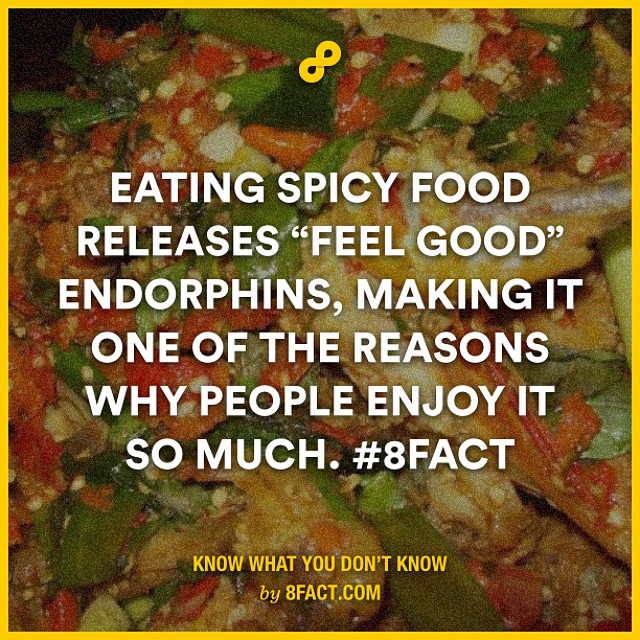 EATING SPICY FOOD
RELEASES “FEEL GOOD”
ENDORPHINS, MAKING IT
ONE OF THE REASONS
WHY PEOPLE ENJOY IT
SO MUCH. #8FACT
KNOW WHAT YOU DON’T KNOW
by 8FACT.COM